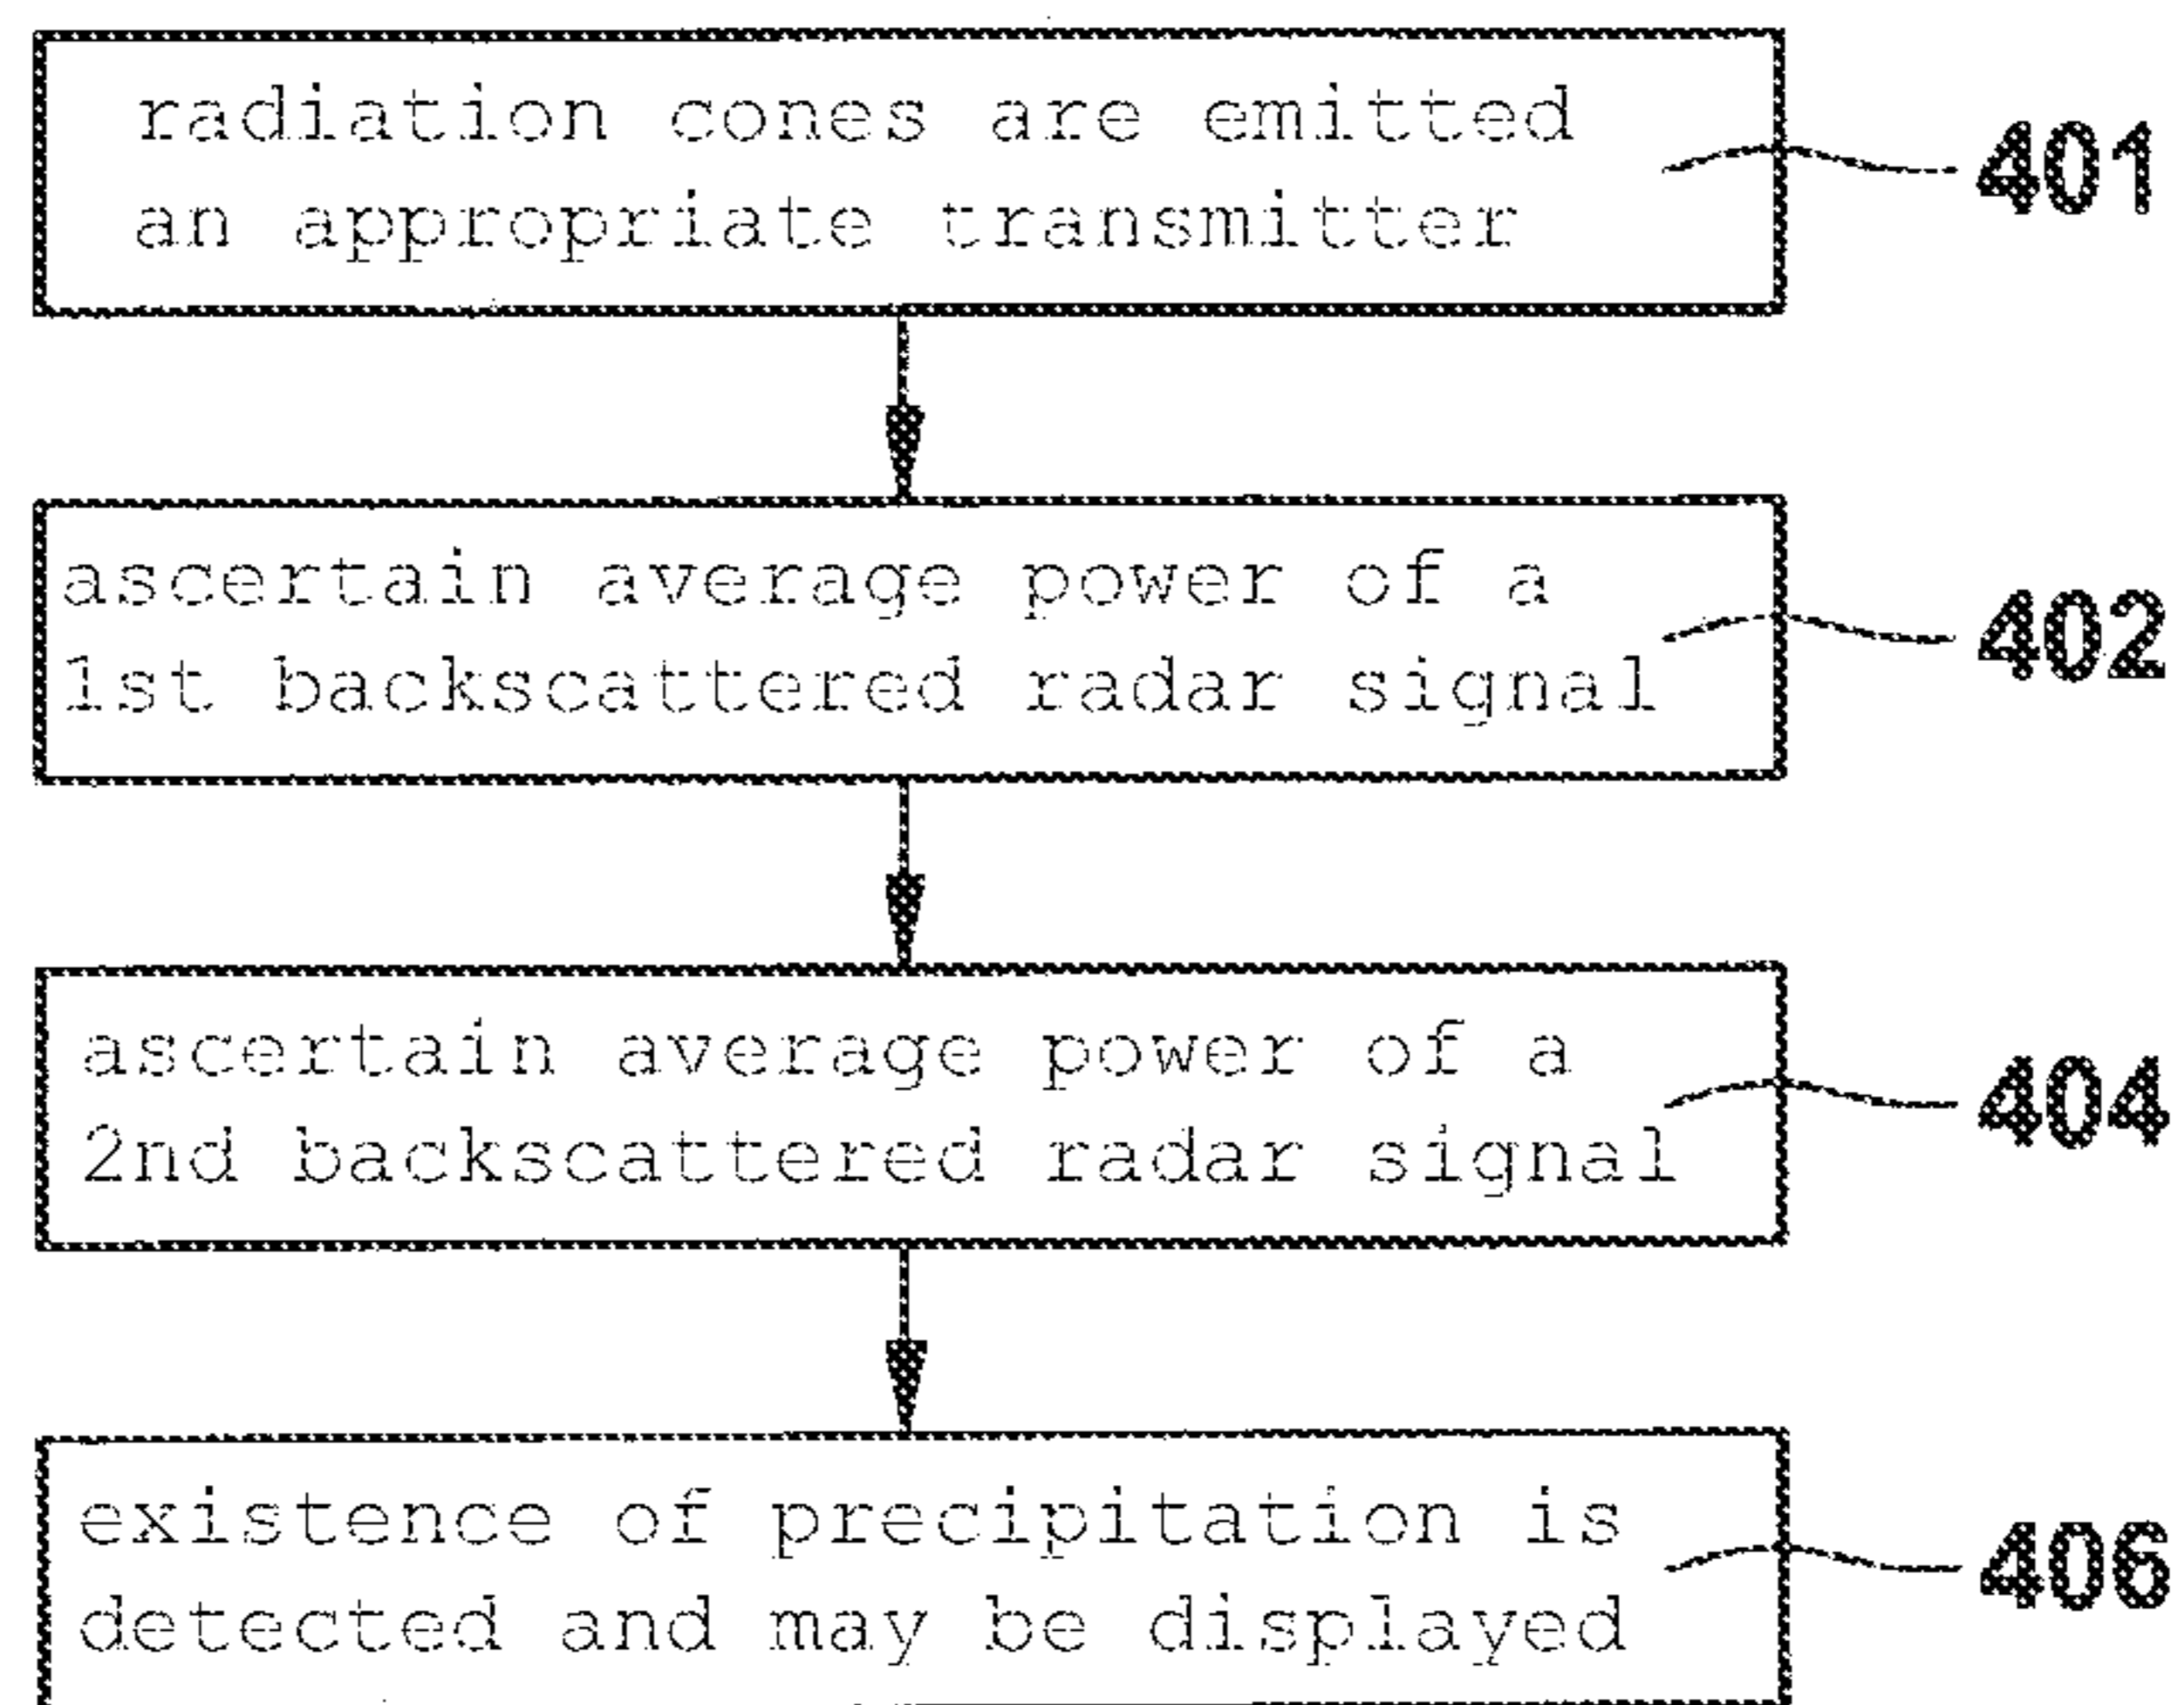 radiation cones are emitted
an appropriate transmitter
401
ascertain average power of a
1st backscattered radar signal
402
ascertain average power of a
2nd backscattered radar signal
404
existence of precipitation is
detected and may be displayed
406